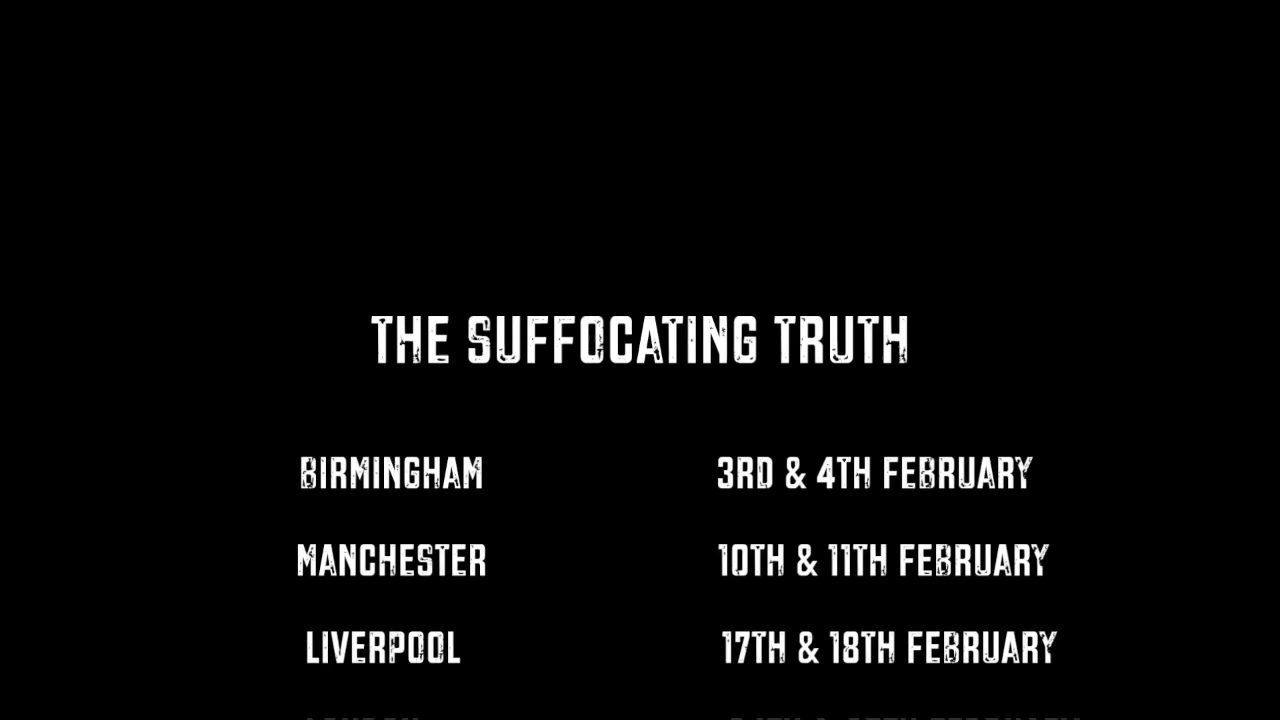 THE SUFFOCATING TRUTH
BIRMINGHAM 3RD & 4TH FEBRUARY
MANCHESTER 10TH & 11TH FEBRUARY
LIVERPOOL 17TH & 18TH FEBRUARY